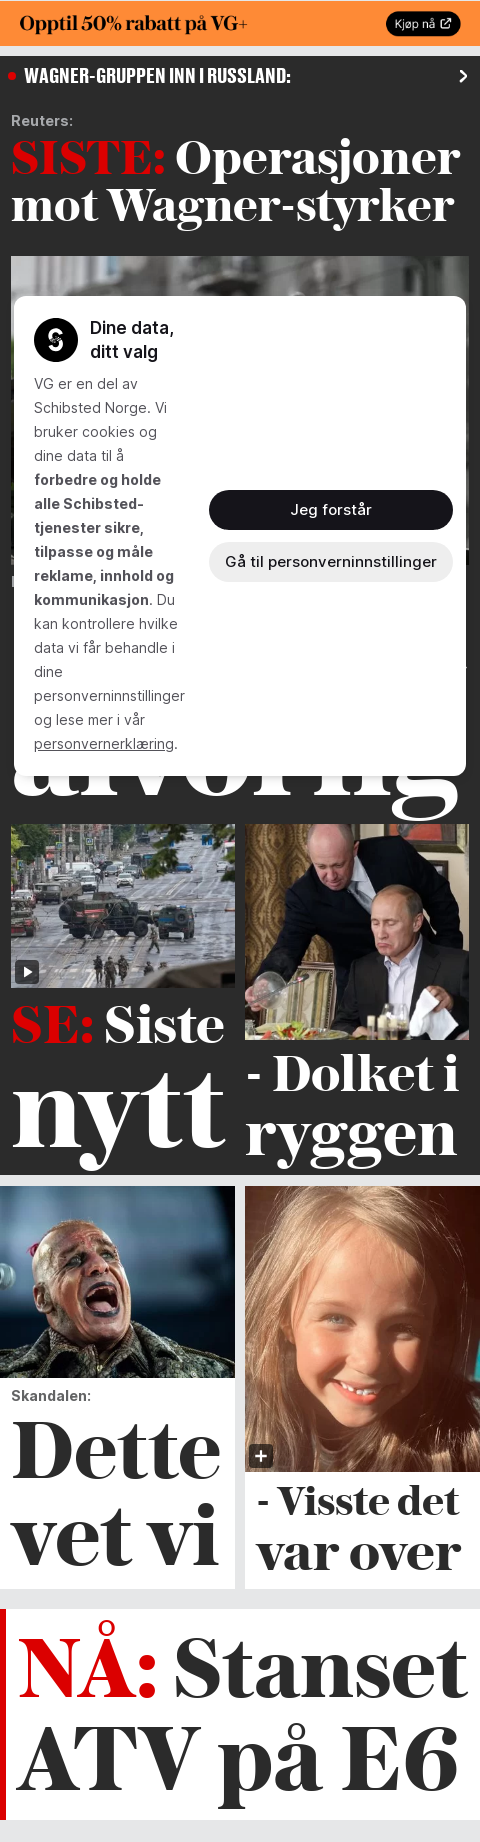 Opptil 50% rabatt på VG+
Kjøp nå
WAGNER-GRUPPEN INN I RUSSLAND:
Reuters:
SISTE: Operasjoner
mot Wagner-styrker
Dine data,
ditt valg
VG er en del av
Schibsted Norge. Vi
bruker cookies og
dine data til å
forbedre og holde
alle Schibsted-
tjenester sikre,
tilpasse og måle
reklame, innhold og
kommunikasjon. Du
kan kontrollere hvilke
data vi får behandle i
dine
personverninnstillinger
og lese mer i vår
personvernerklæring.
Jeg forstår
Gå til personverninnstillinger
alvorlig
SE: Siste
nytt
- Dolket i
ryggen
Skandalen:
Dette
vet vi
- Visste det
var over
NÅ: Stanset
ATV på E6